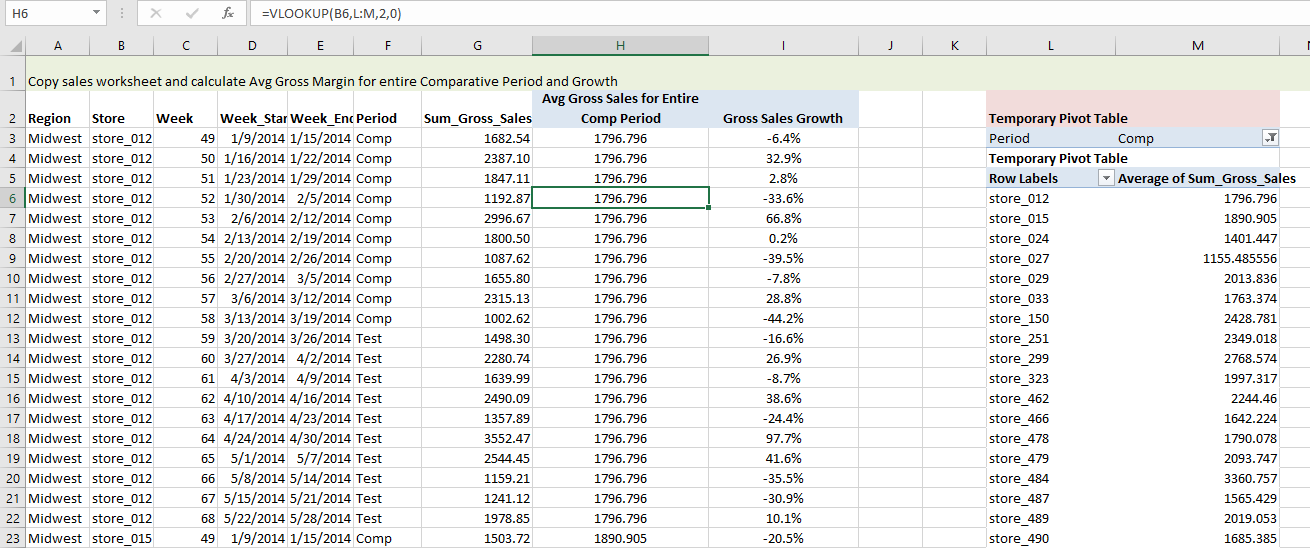 H6 fx =VLOOKUP(B6,L:M,2,0)
A B C D E F G H I J K L M
1 Copy sales worksheet and calculate Avg Gross Margin for entire Comparative Period and Growth
Avg Gross Sales for Entire
2 Region Store Week Week_Star Week_End Period Sum_Gross_Sales Comp Period Gross Sales Growth Temporary Pivot Table
3 Midwest store_012 49 1/9/2014 1/15/2014 Comp 1682.54 1796.796 -6.4% Period Comp
4 Midwest store_012 50 1/16/2014 1/22/2014 Comp 2387.10 1796.796 32.9% Temporary Pivot Table
5 Midwest store_012 51 1/23/2014 1/29/2014 Comp 1847.11 1796.796 2.8% Row Labels Average of Sum_Gross_Sales
6 Midwest store_012 52 1/30/2014 2/5/2014 Comp 1192.87 1796.796 -33.6% store_012 1796.796
7 Midwest store_012 53 2/6/2014 2/12/2014 Comp 2996.67 1796.796 66.8% store_015 1890.905
8 Midwest store_012 54 2/13/2014 2/19/2014 Comp 1800.50 1796.796 0.2% store_024 1401.447
9 Midwest store_012 55 2/20/2014 2/26/2014 Comp 1087.62 1796.796 -39.5% store_027 1155.485556
10 Midwest store_012 56 2/27/2014 3/5/2014 Comp 1655.80 1796.796 -7.8% store_029 2013.836
11 Midwest store_012 57 3/6/2014 3/12/2014 Comp 2315.13 1796.796 28.8% store_033 1763.374
12 Midwest store_012 58 3/13/2014 3/19/2014 Comp 1002.62 1796.796 -44.2% store_150 2428.781
13 Midwest store_012 59 3/20/2014 3/26/2014 Test 1498.30 1796.796 -16.6% store_251 2349.018
14 Midwest store_012 60 3/27/2014 4/2/2014 Test 2280.74 1796.796 26.9% store_299 2768.574
15 Midwest store_012 61 4/3/2014 4/9/2014 Test 1639.99 1796.796 -8.7% store_323 1997.317
16 Midwest store_012 62 4/10/2014 4/16/2014 Test 2490.09 1796.796 38.6% store_462 2244.46
17 Midwest store_012 63 4/17/2014 4/23/2014 Test 1357.89 1796.796 -24.4% store_466 1642.224
18 Midwest store_012 64 4/24/2014 4/30/2014 Test 3552.47 1796.796 97.7% store_478 1790.078
19 Midwest store_012 65 5/1/2014 5/7/2014 Test 2544.45 1796.796 41.6% store_479 2093.747
20 Midwest store_012 66 5/8/2014 5/14/2014 Test 1159.21 1796.796 -35.5% store_484 3360.757
21 Midwest store_012 67 5/15/2014 5/21/2014 Test 1241.12 1796.796 -30.9% store_487 1565.429
22 Midwest store_012 68 5/22/2014 5/28/2014 Test 1978.85 1796.796 10.1% store_489 2019.053
23 Midwest store_015 49 1/9/2014 1/15/2014 Comp 1503.72 1890.905 -20.5% store_490 1685.385